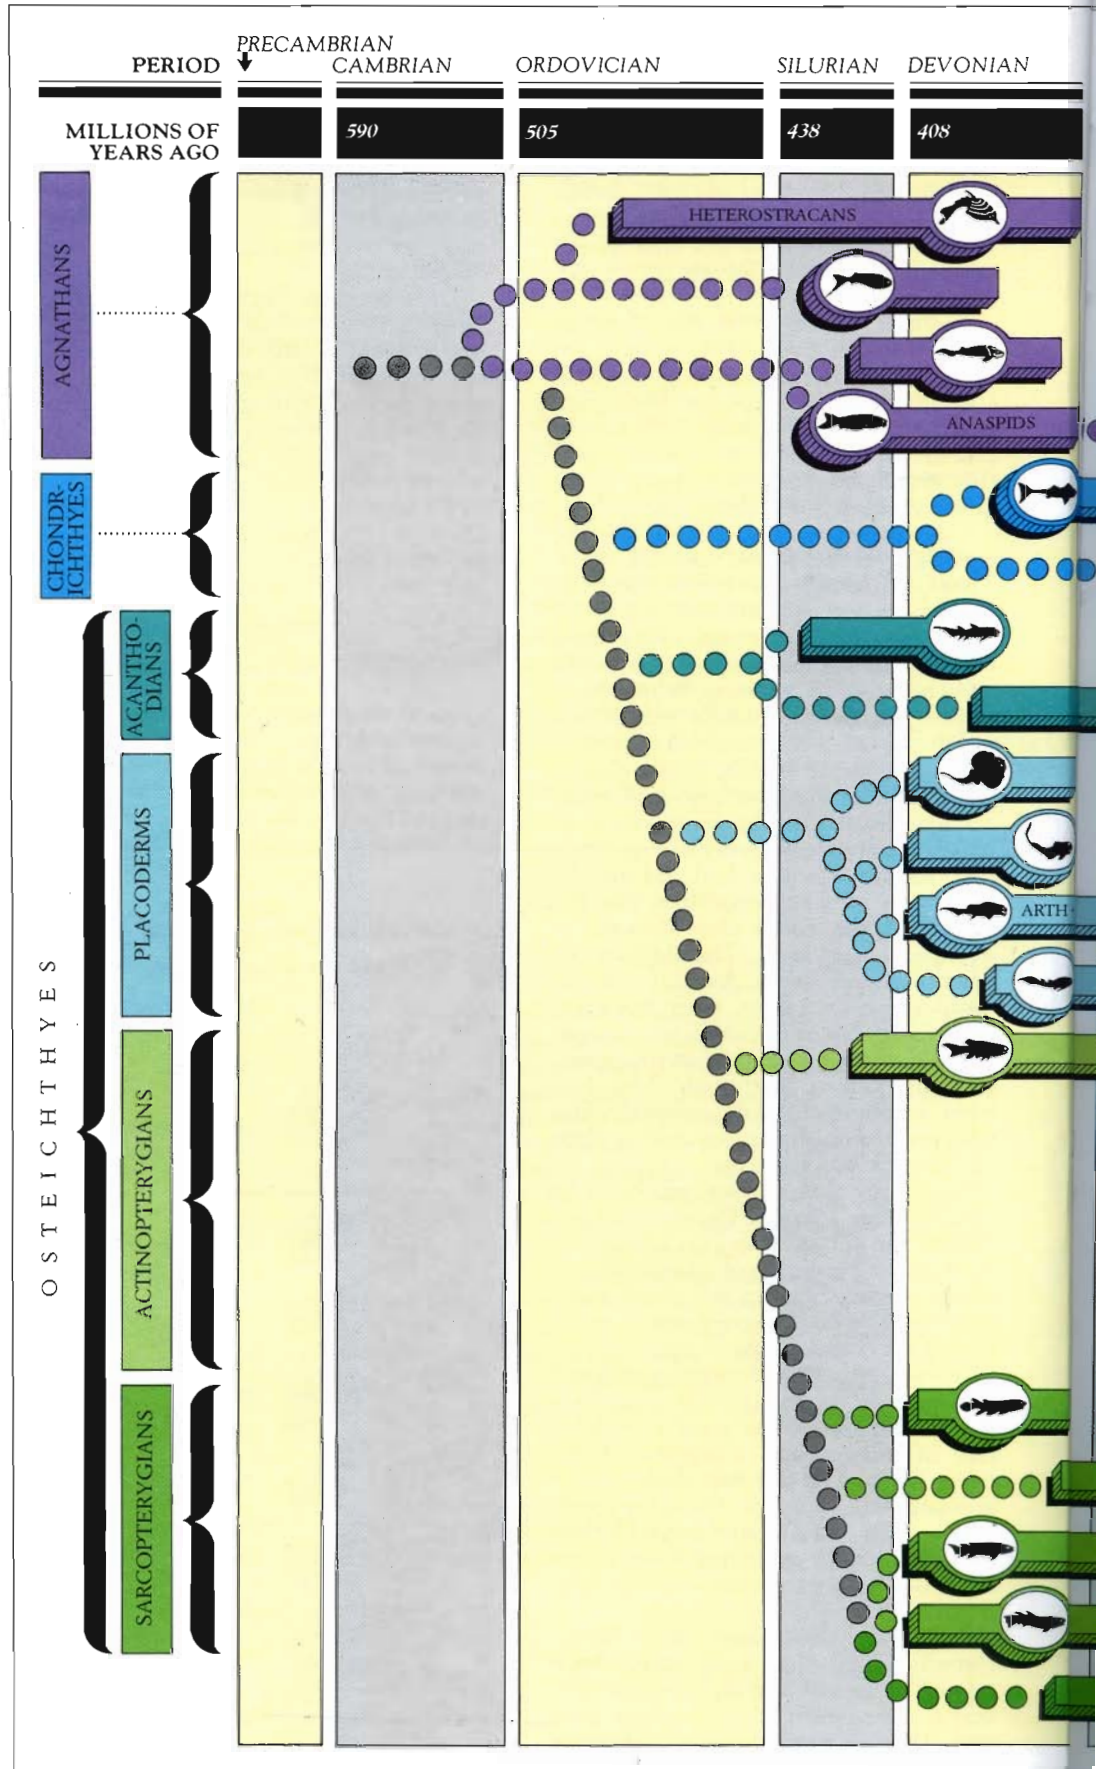 PRECAMBRIAN
PERIOD
CAMBRIAN
ORDOVICIAN
SILURIAN
DEVONIAN
MILLIONS OF
YEARS AGO
590
505
438
408
AGNATHANS
HETEROSTRACANS
ANASPIDS
CHONDR-
ICHTHYES
OSTEICHTHYES
ACANTHO-
DIANS
PLACODERMS
ARTH
ACTINOPTERYGIANS
SARCOPTERYGIANS